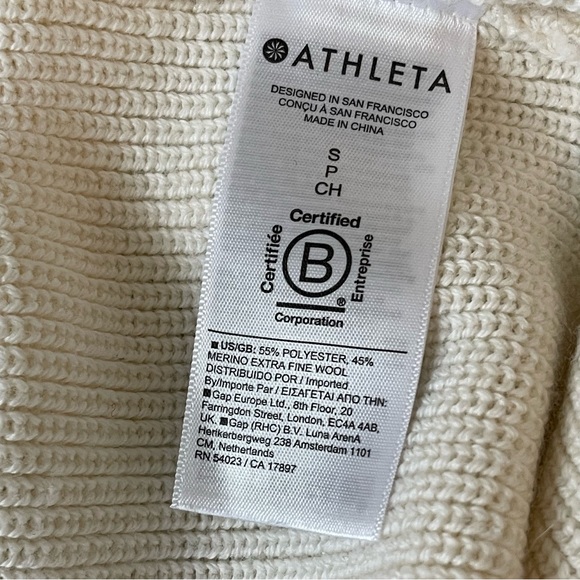 ATHLETA
DESIGNED IN SAN FRANCISCO
CONÇU À SAN FRANCISCO
MADE IN CHINA
S
P
CH
Certified
Certifiée
B
Entreprise
®
Corporation
■ US/GB: 55% POLYESTER, 45%
MERINO EXTRA FINE WOOL
DISTRIBUIDO POR / Imported
By/Importe Par / ΕΙΣΑΓΕΤΑΙ ΑΠΟ ΤΗΝ:
■Gap Europe Ltd., 8th Floor, 20
Farringdon Street, London, EC4A 4AB,
UK. ■Gap (RHC) B.V. Luna ArenA
Herikerbergweg 238 Amsterdam 1101
CM, Netherlands
RN 54023 / CA 17897